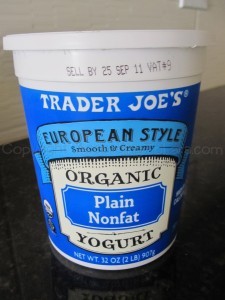 SELL BY 25 SEP 11 VAT#9
TRADER JOE'S®
EUROPEAN STYLE
Smooth & Creamy
ORGANIC
Plain
Nonfat
YOGURT
NET WT. 32 OZ (2 LB) 907g